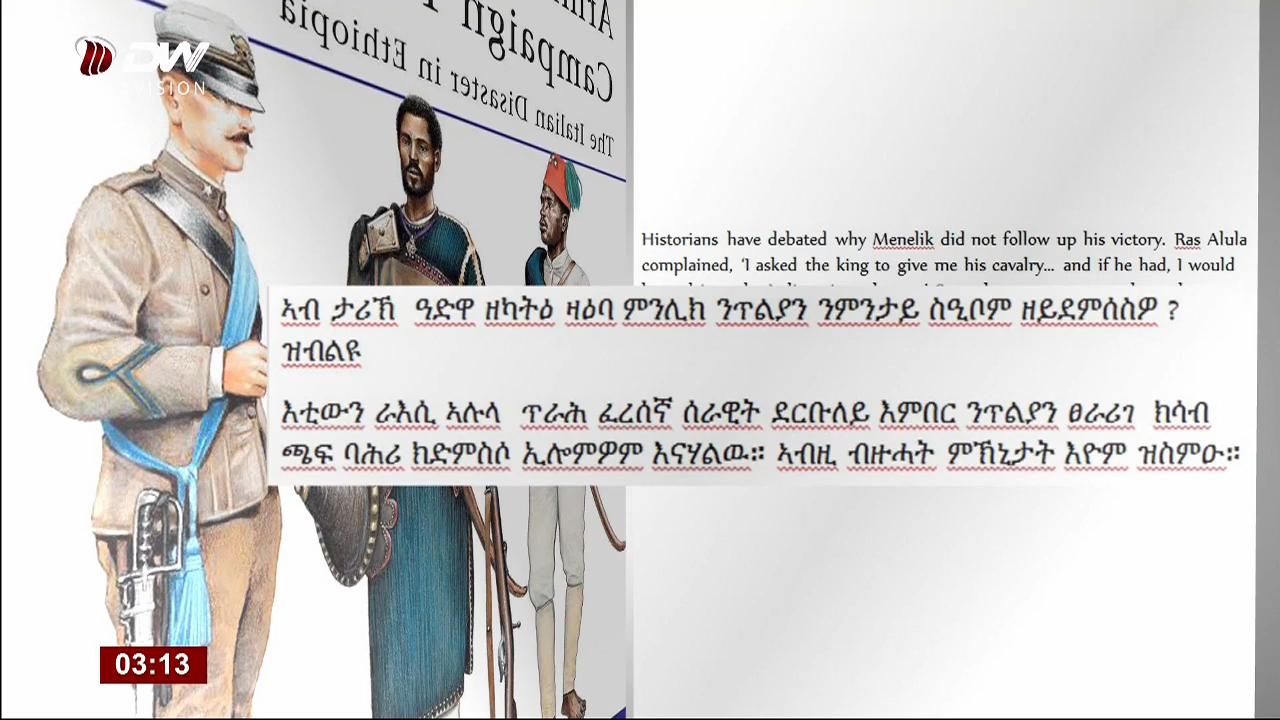 DW
VISION
Campaign
The Italian Disaster in Ethiopia
Historians have debated why Menelik did not follow up his victory. Ras Alula
complained, ‘I asked the king to give me his cavalry... and if he had, I would
ኣብ ታሪኽ ዓድዋ ዘካትዕ ዛዕባ ምንሊክ ንጥልያን ንምንታይ ስዒቦም ዘይደምሰስዎ ?
ዝብልዩ
እቲውን ራእሲ ኣሉላ ጥራሕ ፈረሰኛ ሰራዊት ደርቡለይ እምበር ንጥልያን ፀራሪገ ክሳብ
ጫፍ ባሕሪ ክድምስሶ ኢሎምዎም እናሃልዉ። ኣብዚ ብዙሓት ምኽኒታት እዮም ዝስምዑ።
03:13